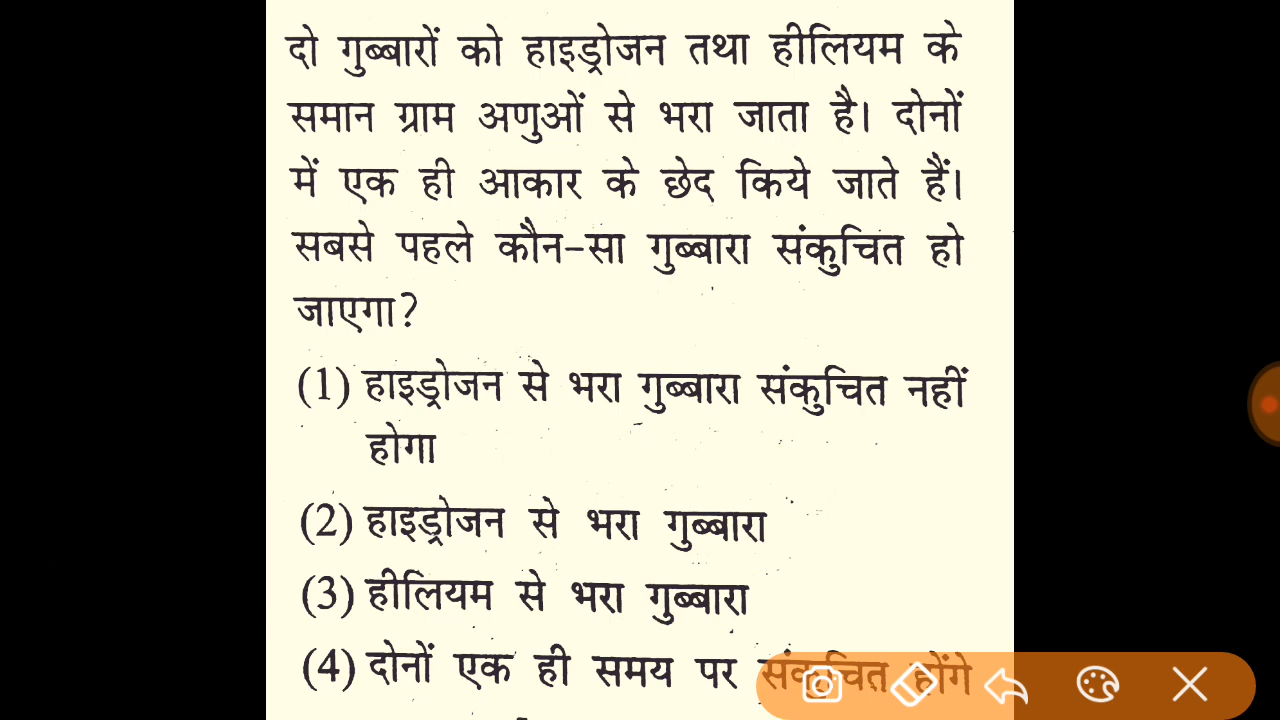 दो गुब्बारों को हाइड्रोजन तथा हीलियम के
समान ग्राम अणुओं से भरा जाता है। दोनों
में एक ही आकार के छेद किये जाते हैं।
सबसे पहले कौन-सा गुब्बारा संकुचित हो
जाएगा?
(1) हाइड्रोजन से भरा गुब्बारा संकुचित नहीं
होगा
(2) हाइड्रोजन से भरा गुब्बारा
(3) हीलियम से भरा गुब्बारा
(4) दोनों एक ही समय पर संकुचित होंगे